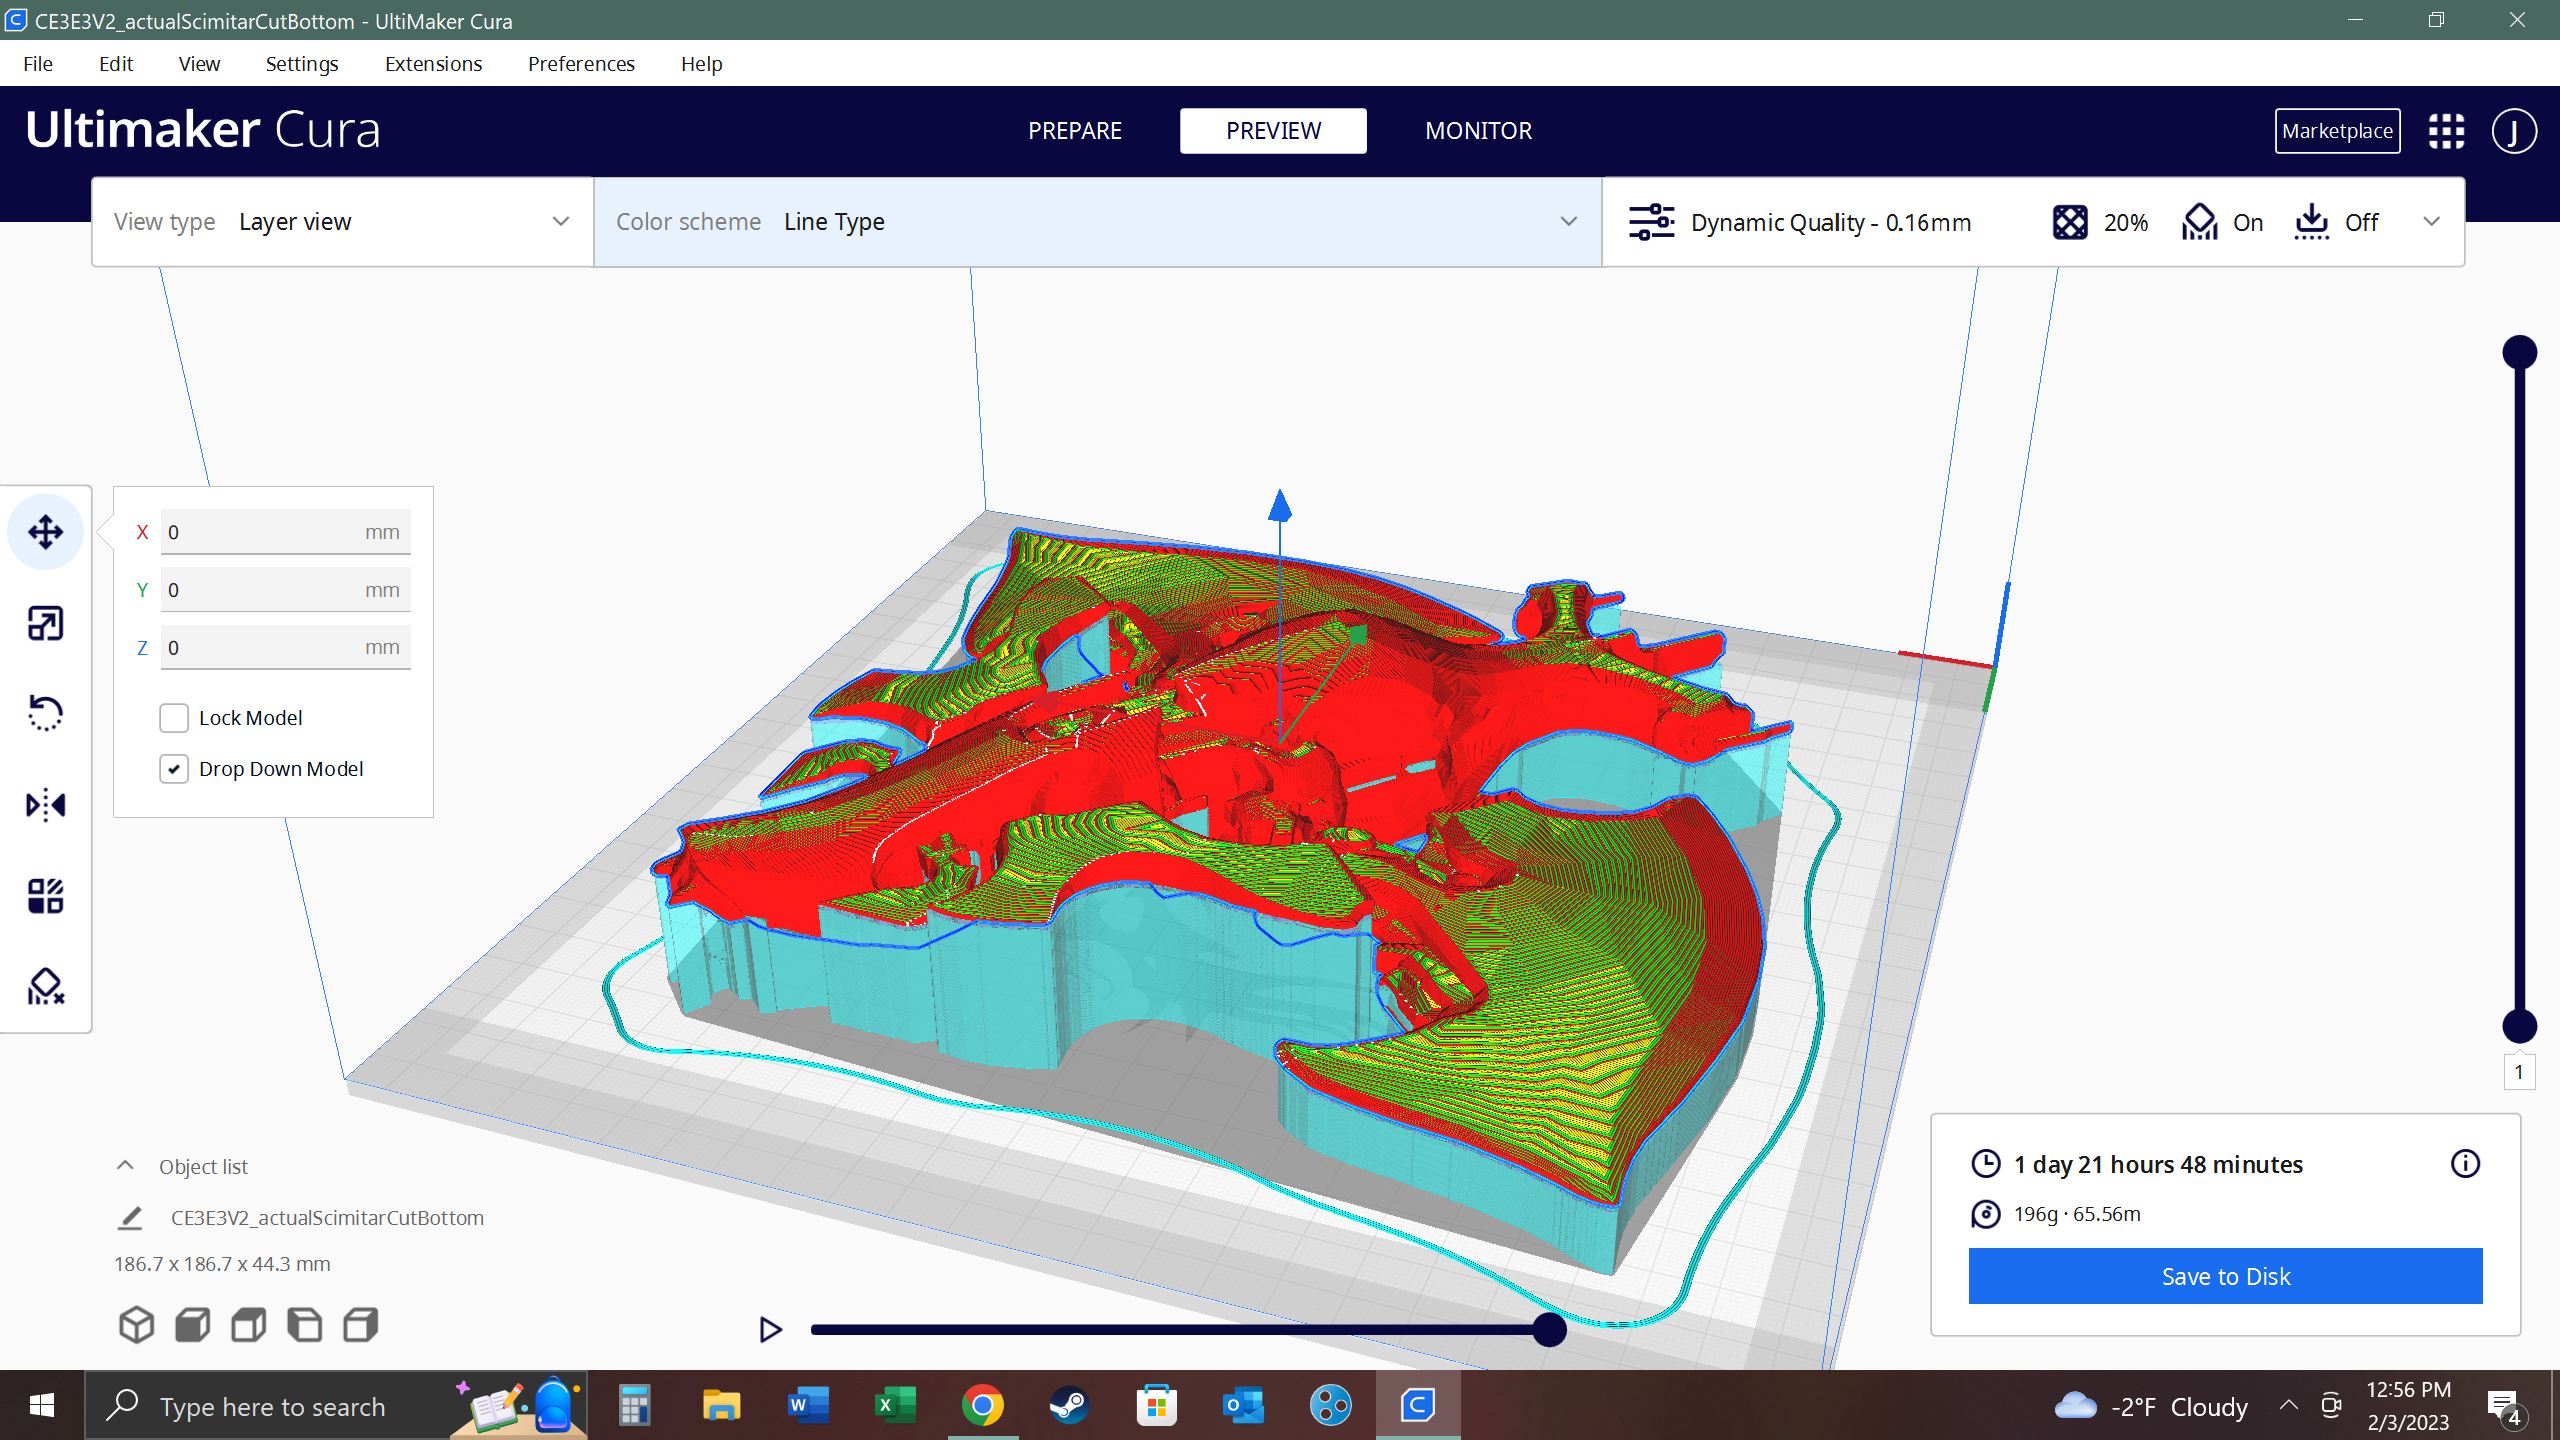 CE3E3V2_actualScimitarCutBottom - UltiMaker Cura
File Edit View Settings Extensions Preferences Help
Ultimaker Cura
PREPARE PREVIEW MONITOR
Marketplace
J
View type Layer view
Color scheme Line Type
Dynamic Quality - 0.16mm 20% On Off
X 0 mm
Y 0 mm
Z 0 mm
Lock Model
Drop Down Model
1
Object list
CE3E3V2_actualScimitarCutBottom
186.7 x 186.7 x 44.3 mm
1 day 21 hours 48 minutes
196g · 65.56m
Save to Disk
Type here to search
-2°F Cloudy
12:56 PM
2/3/2023
4